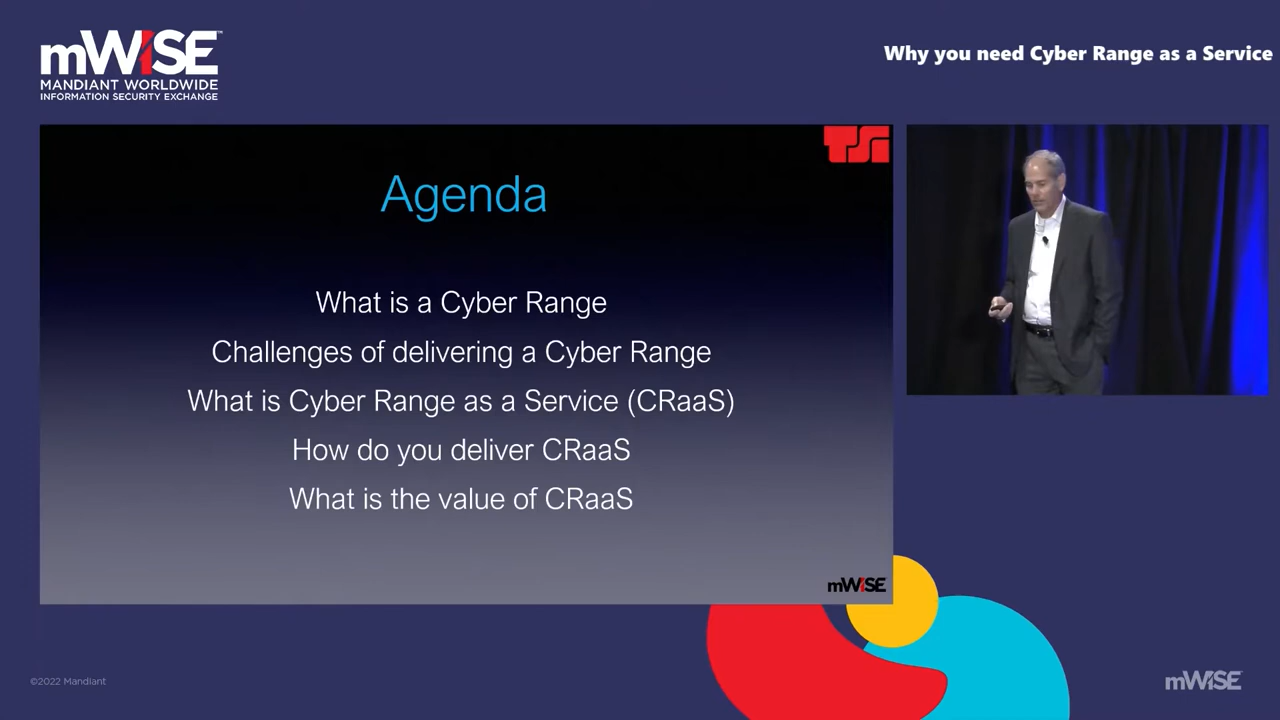 mWISE
MANDIANT WORLDWIDE
INFORMATION SECURITY EXCHANGE
Why you need Cyber Range as a Service
TSi
Agenda
What is a Cyber Range
Challenges of delivering a Cyber Range
What is Cyber Range as a Service (CRaaS)
How do you deliver CRaaS
What is the value of CRaaS
mWISE
©2022 Mandiant
mWISE